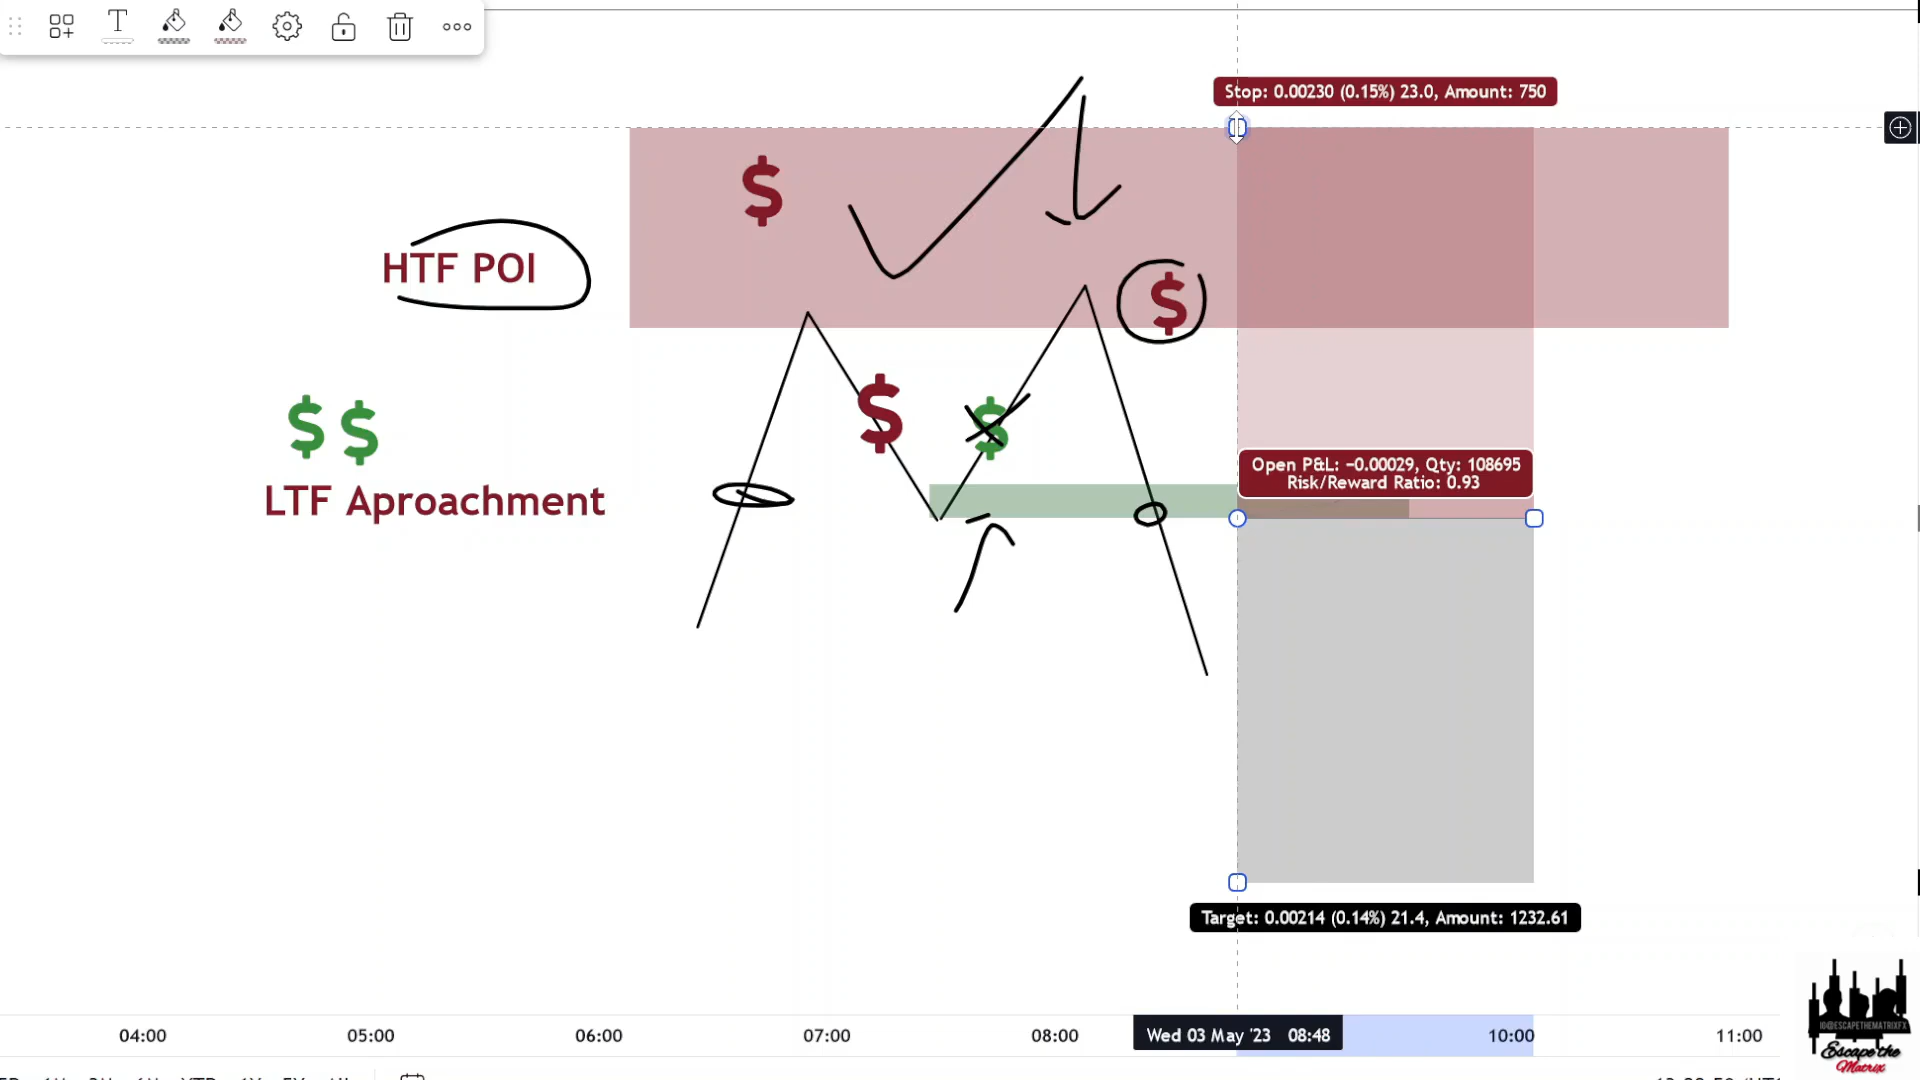 Stop: 0.00230 (0.15%) 23.0, Amount: 750
$
HTF POI
$
$
$
$ $
LTF Aproachment
Open P&L: −0.00029, Qty: 108695
Risk/Reward Ratio: 0.93
Target: 0.00214 (0.14%) 21.4, Amount: 1232.61
04:00 05:00 06:00 07:00 08:00 Wed 03 May '23 08:48 10:00 11:00
IG@ESCAPETHEMATRIXFX
Escape the
Matrix